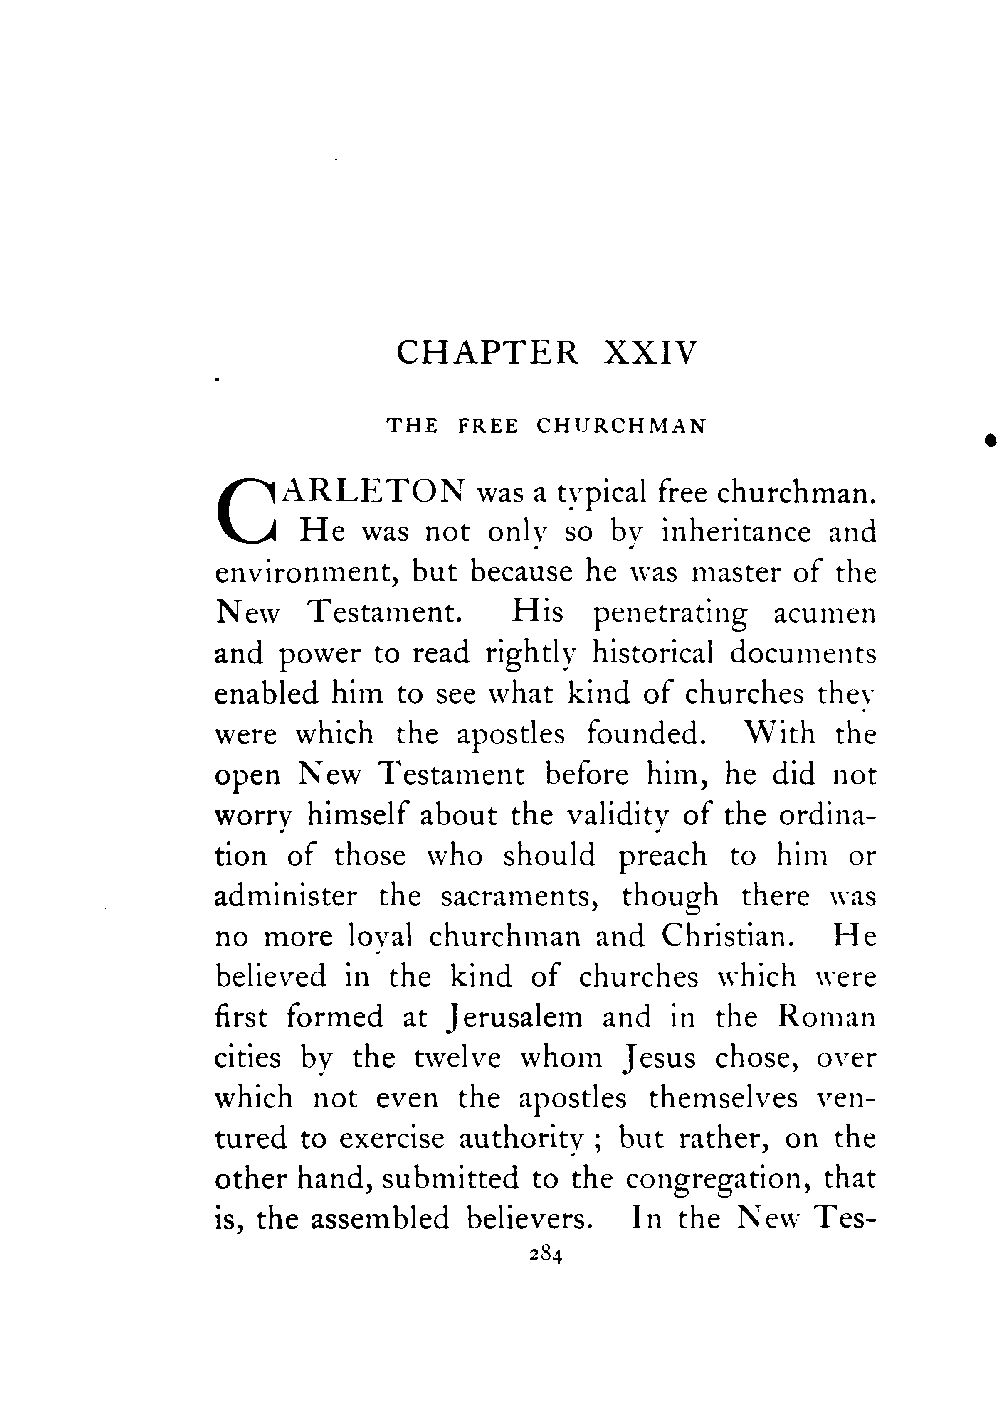 CHAPTER XXIV
THE FREE CHURCHMAN
CARLETON was a typical free churchman.
He was not only so by inheritance and
environment, but because he was master of the
New Testament. His penetrating acumen
and power to read rightly historical documents
enabled him to see what kind of churches they
were which the apostles founded. With the
open New Testament before him, he did not
worry himself about the validity of the ordina-
tion of those who should preach to him or
administer the sacraments, though there was
no more loyal churchman and Christian. He
believed in the kind of churches which were
first formed at Jerusalem and in the Roman
cities by the twelve whom Jesus chose, over
which not even the apostles themselves ven-
tured to exercise authority ; but rather, on the
other hand, submitted to the congregation, that
is, the assembled believers. In the New Tes-
284